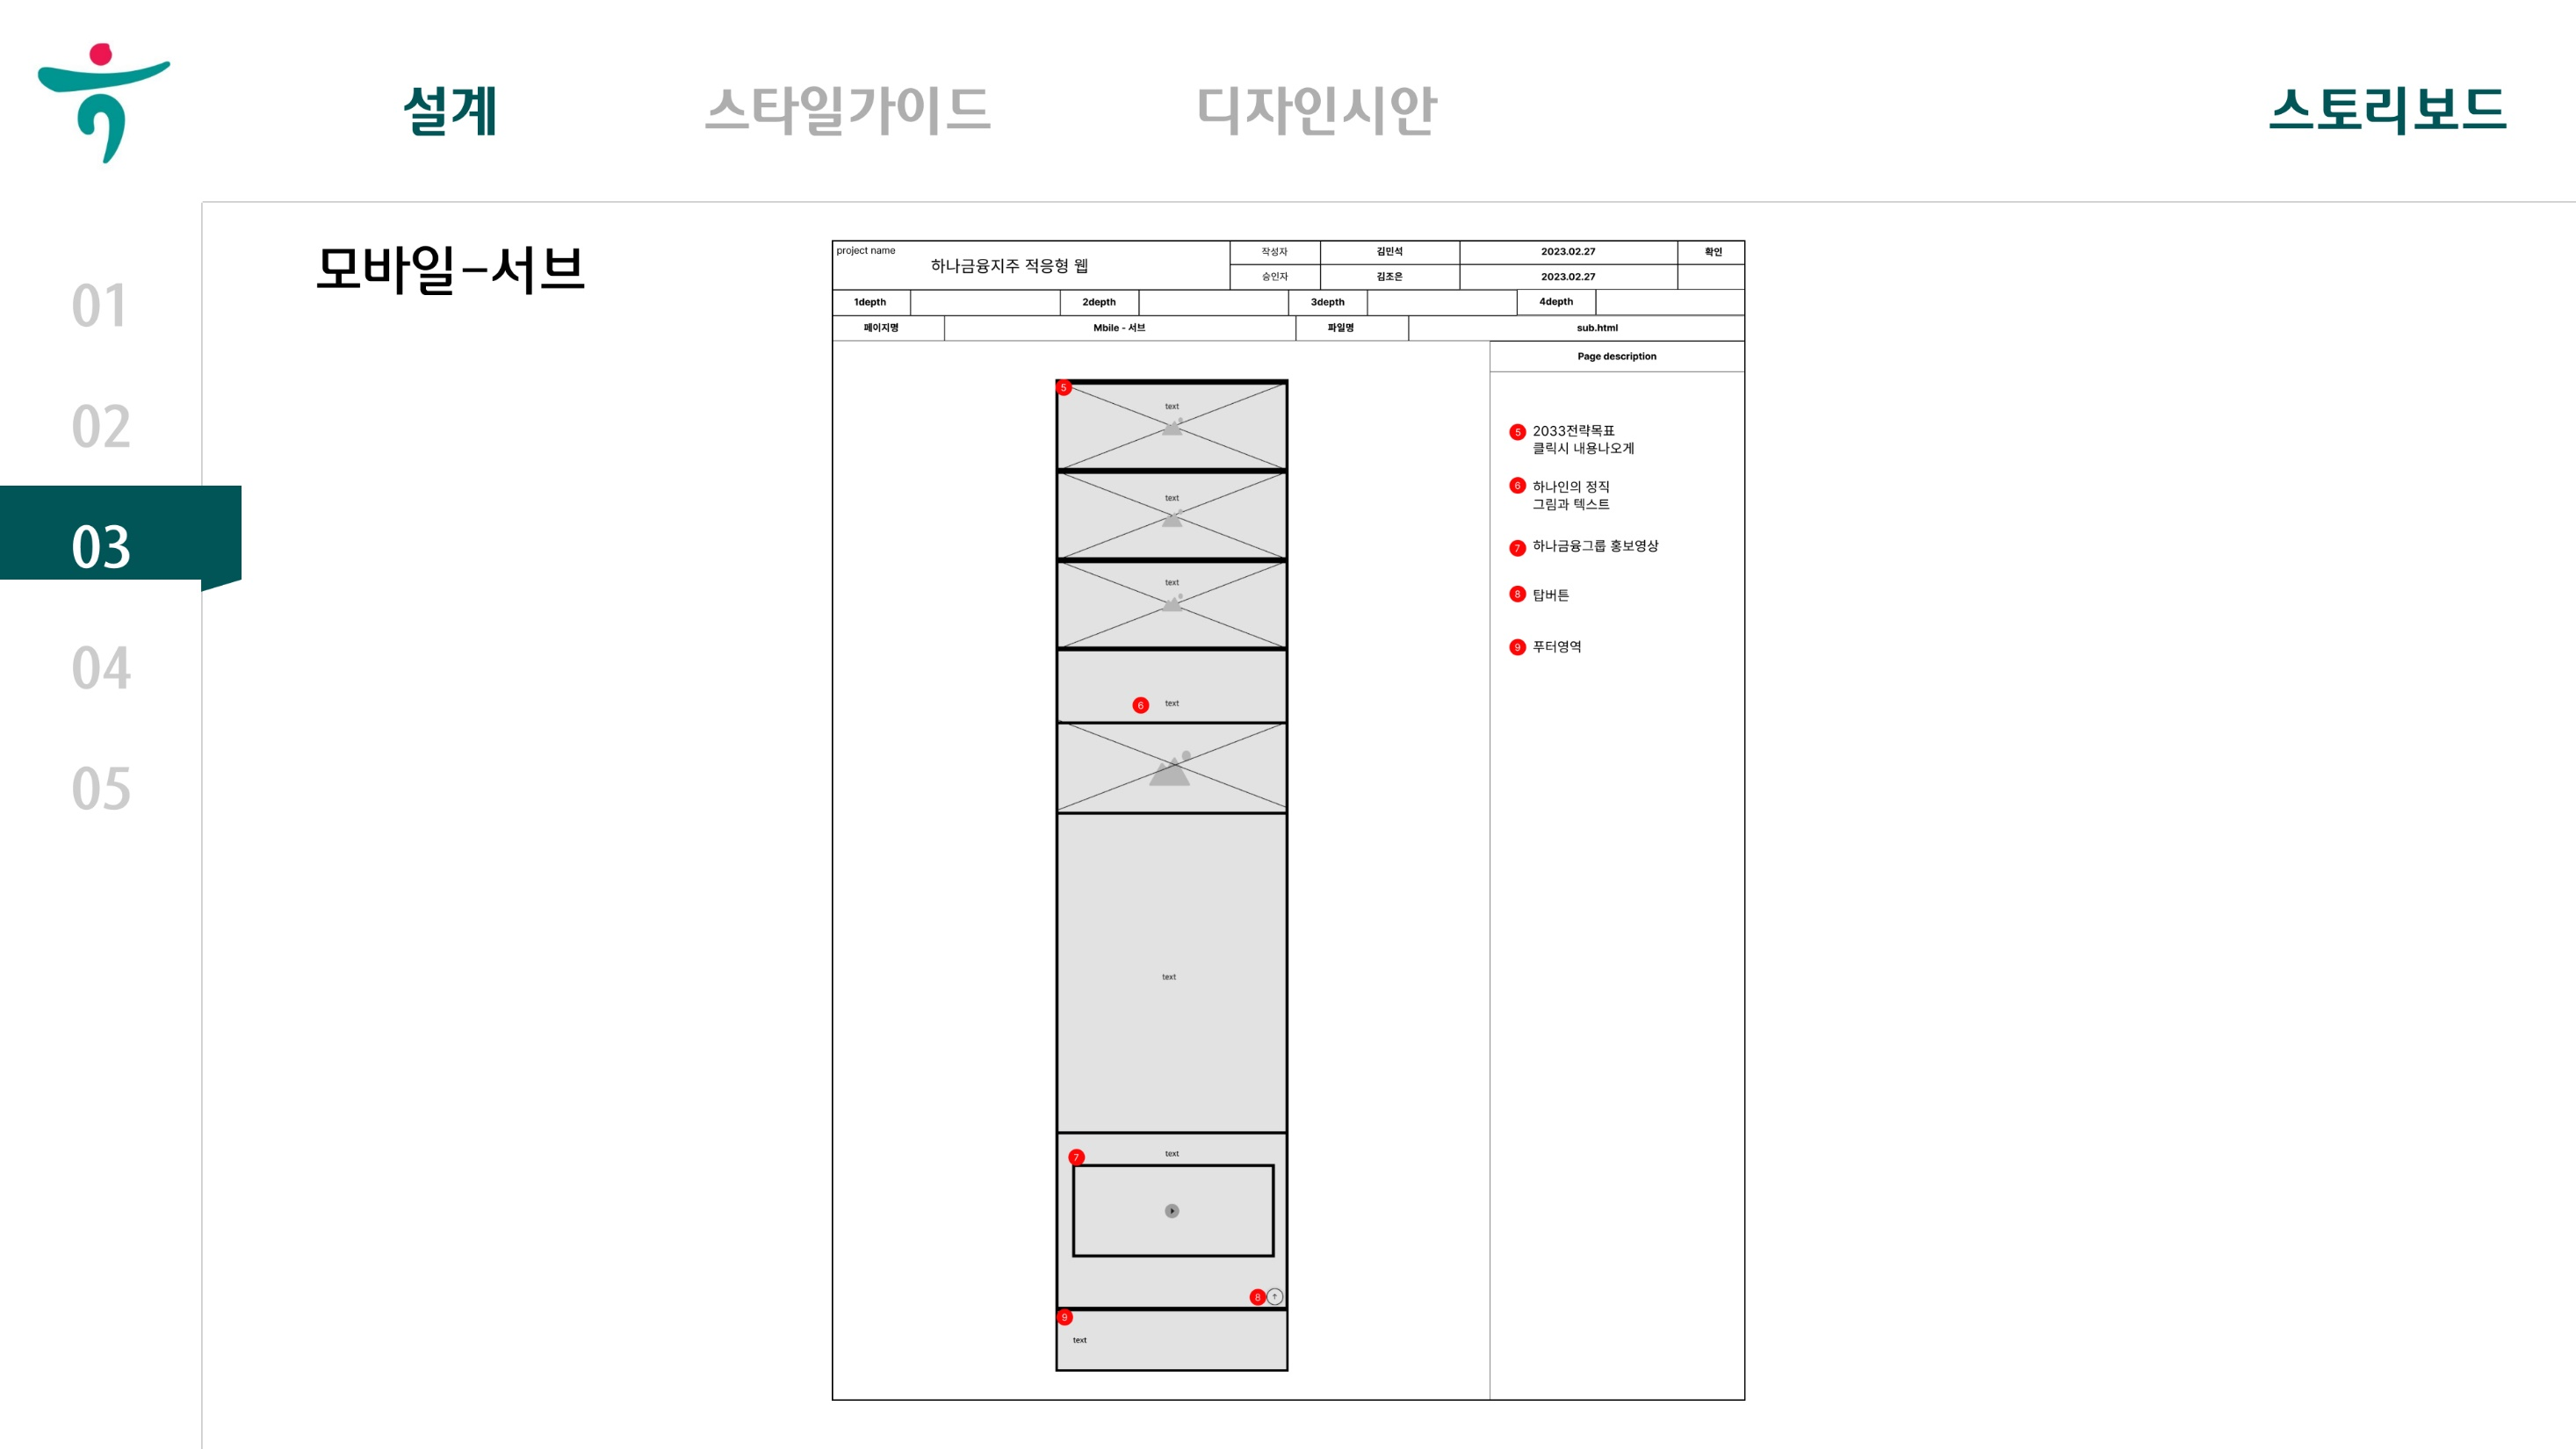 설계
스타일가이드
디자인시안
스토리보드
01
02
03
04
05
모바일-서브
project name
하나금융지주 적응형 웹
작성자
김민석
2023.02.27
확인
승인자
김조은
2023.02.27
1depth
2depth
3depth
4depth
페이지명
Mbile - 서브
파일명
sub.html
Page description
5
text
text
text
6
text
text
7
text
8
9
text
5 2033전략목표
클릭시 내용나오게
6 하나인의 정직
그림과 텍스트
7 하나금융그룹 홍보영상
8 탑버튼
9 푸터영역